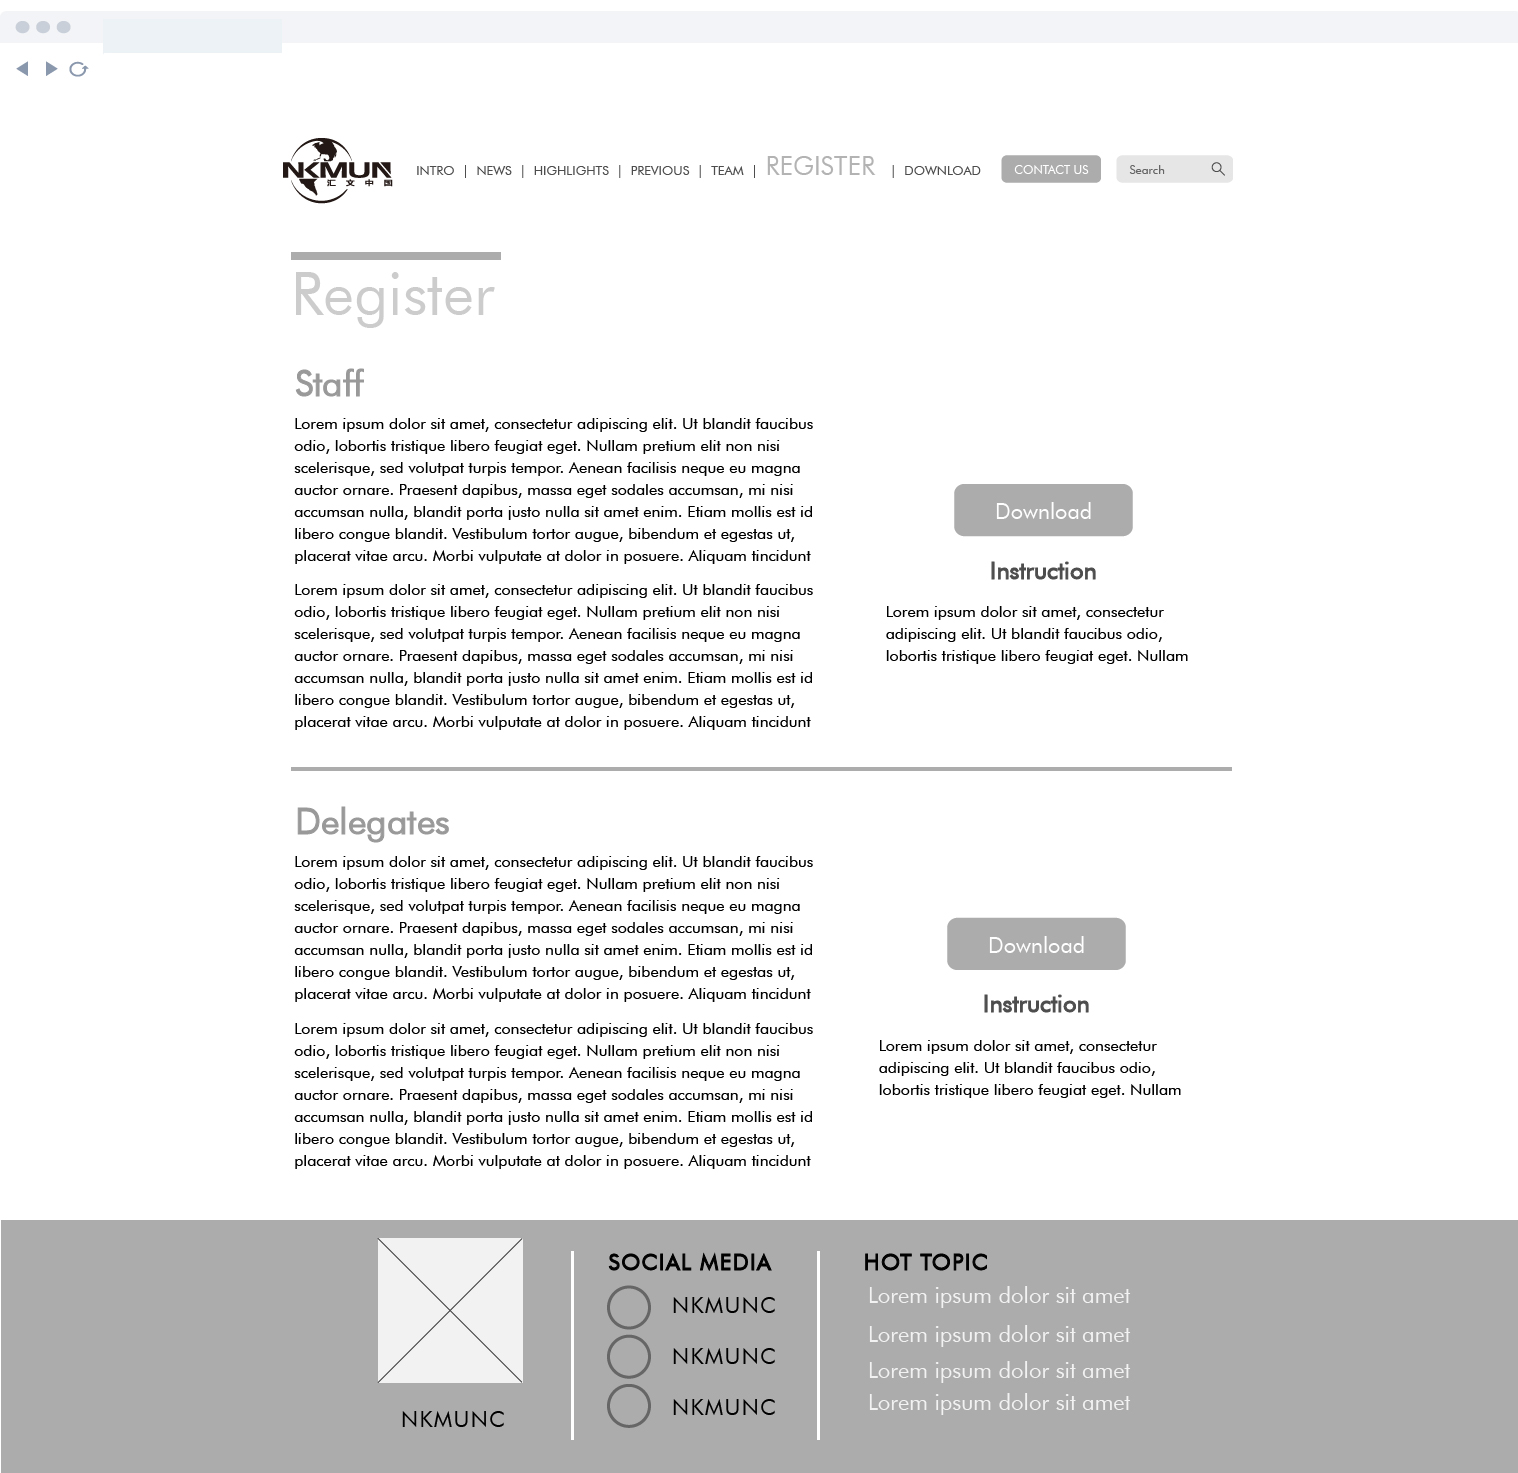 NKMUN
汇 文 中 国
INTRO | NEWS | HIGHLIGHTS | PREVIOUS | TEAM | REGISTER | DOWNLOAD
CONTACT US
Search
Register
Staff
Lorem ipsum dolor sit amet, consectetur adipiscing elit. Ut blandit faucibus
odio, lobortis tristique libero feugiat eget. Nullam pretium elit non nisi
scelerisque, sed volutpat turpis tempor. Aenean facilisis neque eu magna
auctor ornare. Praesent dapibus, massa eget sodales accumsan, mi nisi
accumsan nulla, blandit porta justo nulla sit amet enim. Etiam mollis est id
libero congue blandit. Vestibulum tortor augue, bibendum et egestas ut,
placerat vitae arcu. Morbi vulputate at dolor in posuere. Aliquam tincidunt
Lorem ipsum dolor sit amet, consectetur adipiscing elit. Ut blandit faucibus
odio, lobortis tristique libero feugiat eget. Nullam pretium elit non nisi
scelerisque, sed volutpat turpis tempor. Aenean facilisis neque eu magna
auctor ornare. Praesent dapibus, massa eget sodales accumsan, mi nisi
accumsan nulla, blandit porta justo nulla sit amet enim. Etiam mollis est id
libero congue blandit. Vestibulum tortor augue, bibendum et egestas ut,
placerat vitae arcu. Morbi vulputate at dolor in posuere. Aliquam tincidunt
Download
Instruction
Lorem ipsum dolor sit amet, consectetur
adipiscing elit. Ut blandit faucibus odio,
lobortis tristique libero feugiat eget. Nullam
Delegates
Lorem ipsum dolor sit amet, consectetur adipiscing elit. Ut blandit faucibus
odio, lobortis tristique libero feugiat eget. Nullam pretium elit non nisi
scelerisque, sed volutpat turpis tempor. Aenean facilisis neque eu magna
auctor ornare. Praesent dapibus, massa eget sodales accumsan, mi nisi
accumsan nulla, blandit porta justo nulla sit amet enim. Etiam mollis est id
libero congue blandit. Vestibulum tortor augue, bibendum et egestas ut,
placerat vitae arcu. Morbi vulputate at dolor in posuere. Aliquam tincidunt
Lorem ipsum dolor sit amet, consectetur adipiscing elit. Ut blandit faucibus
odio, lobortis tristique libero feugiat eget. Nullam pretium elit non nisi
scelerisque, sed volutpat turpis tempor. Aenean facilisis neque eu magna
auctor ornare. Praesent dapibus, massa eget sodales accumsan, mi nisi
accumsan nulla, blandit porta justo nulla sit amet enim. Etiam mollis est id
libero congue blandit. Vestibulum tortor augue, bibendum et egestas ut,
placerat vitae arcu. Morbi vulputate at dolor in posuere. Aliquam tincidunt
Download
Instruction
Lorem ipsum dolor sit amet, consectetur
adipiscing elit. Ut blandit faucibus odio,
lobortis tristique libero feugiat eget. Nullam
NKMUNC
SOCIAL MEDIA
NKMUNC
NKMUNC
NKMUNC
HOT TOPIC
Lorem ipsum dolor sit amet
Lorem ipsum dolor sit amet
Lorem ipsum dolor sit amet
Lorem ipsum dolor sit amet